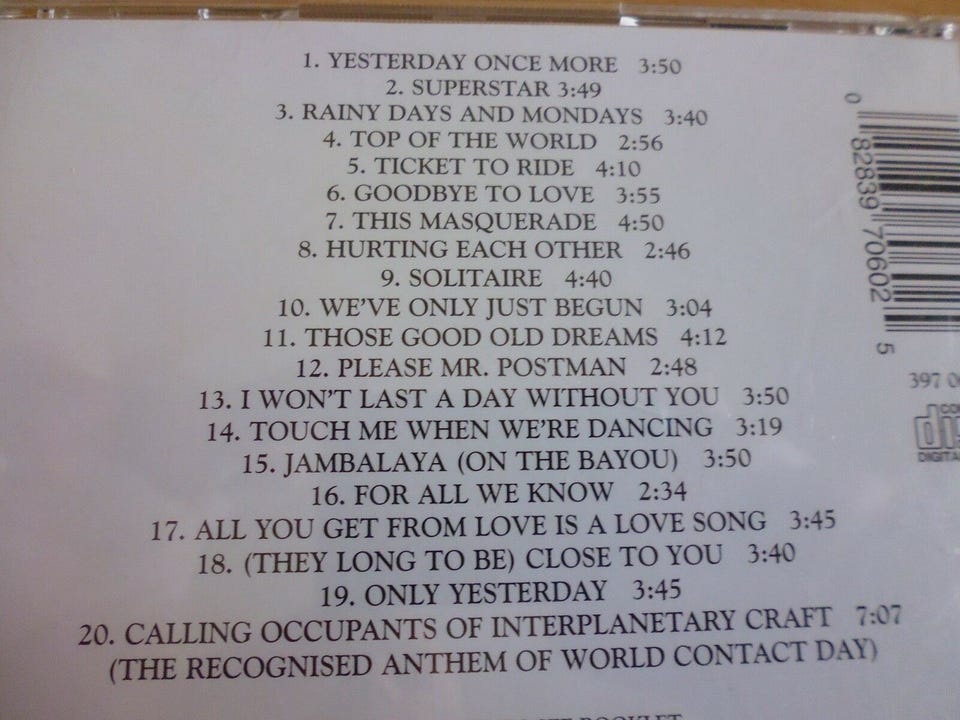 1. YESTERDAY ONCE MORE 3:50
2. SUPERSTAR 3:49
3. RAINY DAYS AND MONDAYS 3:40
4. TOP OF THE WORLD 2:56
5. TICKET TO RIDE 4:10
6. GOODBYE TO LOVE 3:55
7. THIS MASQUERADE 4:50
8. HURTING EACH OTHER 2:46
9. SOLITAIRE 4:40
10. WE'VE ONLY JUST BEGUN 3:04
11. THOSE GOOD OLD DREAMS 4:12
12. PLEASE MR. POSTMAN 2:48
13. I WON'T LAST A DAY WITHOUT YOU 3:50
14. TOUCH ME WHEN WE'RE DANCING 3:19
15. JAMBALAYA (ON THE BAYOU) 3:50
16. FOR ALL WE KNOW 2:34
17. ALL YOU GET FROM LOVE IS A LOVE SONG 3:45
18. (THEY LONG TO BE) CLOSE TO YOU 3:40
19. ONLY YESTERDAY 3:45
20. CALLING OCCUPANTS OF INTERPLANETARY CRAFT 7:07
(THE RECOGNISED ANTHEM OF WORLD CONTACT DAY)
0 82839 70602 5
397